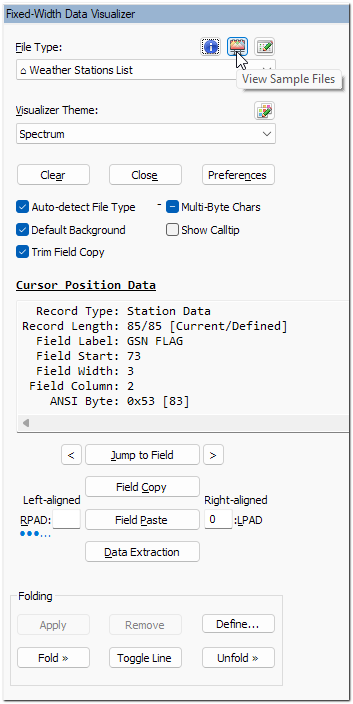 Fixed-Width Data Visualizer
File Type:
⌂ Weather Stations List
View Sample Files
Visualizer Theme:
Spectrum
Clear Close Preferences
Auto-detect File Type - Multi-Byte Chars
Default Background Show Calltip
Trim Field Copy
Cursor Position Data
Record Type: Station Data
Record Length: 85/85 [Current/Defined]
Field Label: GSN FLAG
Field Start: 73
Field Width: 3
Field Column: 2
ANSI Byte: 0x53 [83]
< Jump to Field >
Field Copy
Left-aligned Right-aligned
RPAD: Field Paste 0 :LPAD
Data Extraction
Folding
Apply Remove Define...
Fold » Toggle Line Unfold »